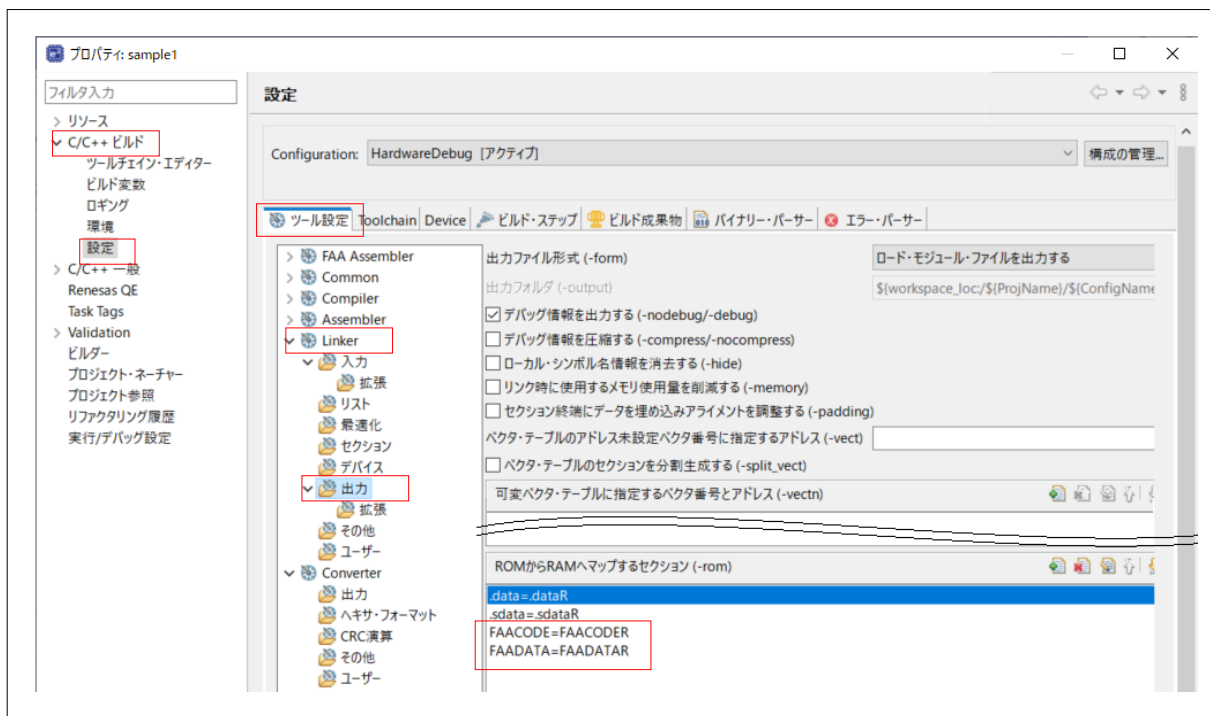 プロパティ: sample1
フィルタ入力
リソース
C/C++ ビルド
ツールチェイン・エディター
ビルド変数
ロギング
環境
設定
C/C++ 一般
Renesas QE
Task Tags
Validation
ビルダー
プロジェクト・ネーチャー
プロジェクト参照
リファクタリング履歴
実行/デバッグ設定
設定
Configuration: HardwareDebug [アクティブ] 構成の管理...
ツール設定 Toolchain Device ビルド・ステップ ビルド成果物 バイナリー・パーサー エラー・パーサー
FAA Assembler
Common
Compiler
Assembler
Linker
入力
拡張
リスト
最適化
セクション
デバイス
出力
拡張
その他
ユーザー
Converter
出力
ヘキサ・フォーマット
CRC演算
その他
ユーザー
出力ファイル形式 (-form) ロード・モジュール・ファイルを出力する
出力フォルダ (-output) ${workspace_loc:/${ProjName}/${ConfigName
デバッグ情報を出力する (-nodebug/-debug)
デバッグ情報を圧縮する (-compress/-nocompress)
ローカル・シンボル名情報を消去する (-hide)
リンク時に使用するメモリ使用量を削減する (-memory)
セクション終端にデータを埋め込みアライメントを調整する (-padding)
ベクタ・テーブルのアドレス未設定ベクタ番号に指定するアドレス (-vect)
ベクタ・テーブルのセクションを分割生成する (-split_vect)
可変ベクタ・テーブルに指定するベクタ番号とアドレス (-vectn)
ROMからRAMへマップするセクション (-rom)
.data=.dataR
.sdata=.sdataR
FAACODE=FAACODER
FAADATA=FAADATAR